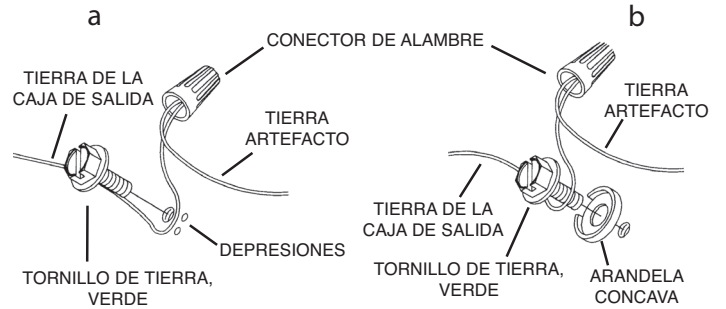 a
b
CONECTOR DE ALAMBRE
TIERRA DE LA
CAJA DE SALIDA
TIERRA
ARTEFACTO
TIERRA
ARTEFACTO
DEPRESIONES
TORNILLO DE TIERRA,
VERDE
TIERRA DE LA
CAJA DE SALIDA
TORNILLO DE TIERRA,
VERDE
ARANDELA
CONCAVA